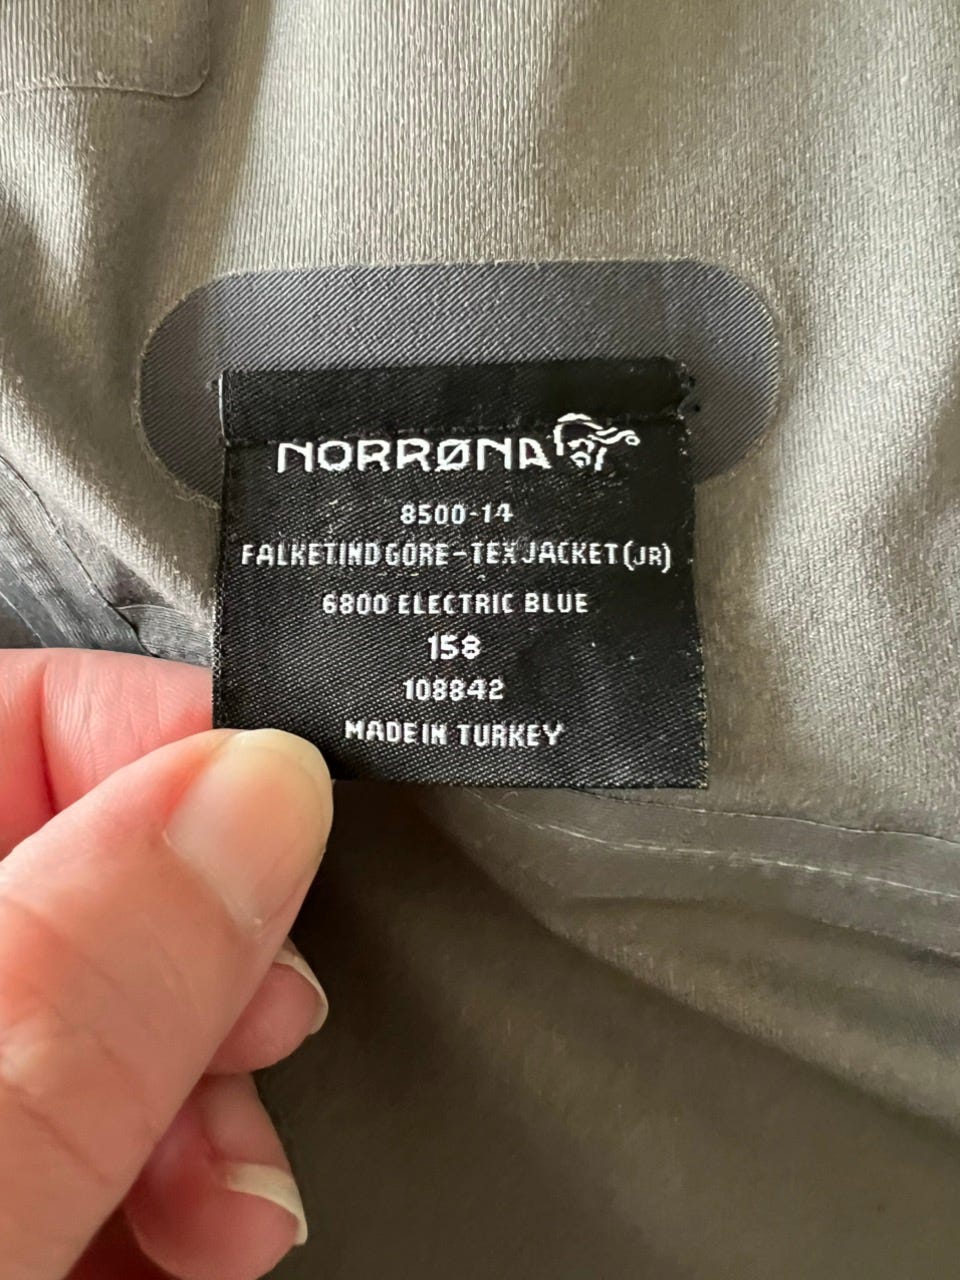 NORRØNA
8500-14
FALKETIND GORE-TEX JACKET (JR)
6800 ELECTRIC BLUE
158
108842
MADE IN TURKEY